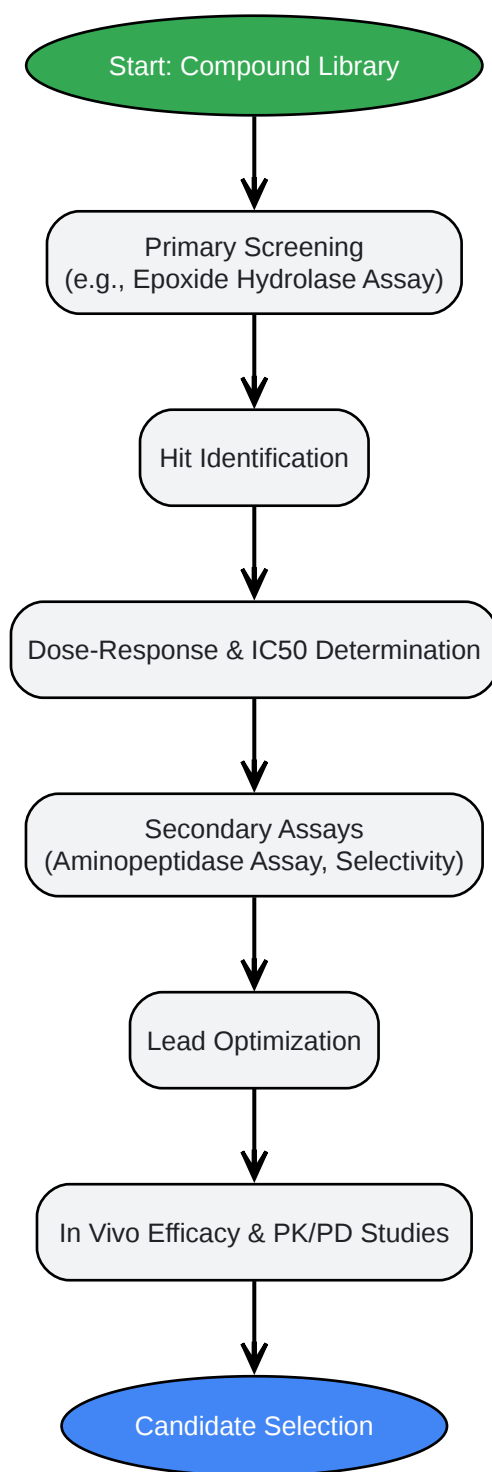 Start: Compound Library
Primary Screening
(e.g., Epoxide Hydrolase Assay)
Hit Identification
Dose-Response & IC50 Determination
Secondary Assays
(Aminopeptidase Assay, Selectivity)
Lead Optimization
In Vivo Efficacy & PK/PD Studies
Candidate Selection